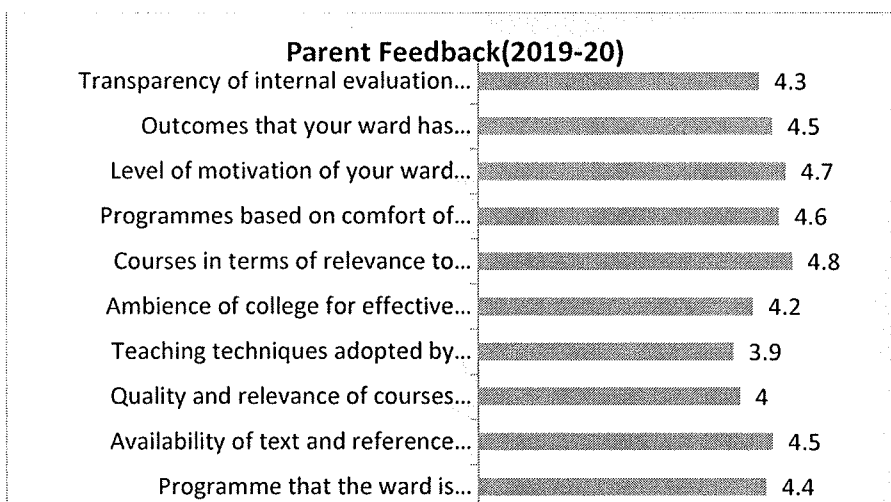 Parent Feedback(2019-20)
Transparency of internal evaluation... 4.3
Outcomes that your ward has... 4.5
Level of motivation of your ward... 4.7
Programmes based on comfort of... 4.6
Courses in terms of relevance to... 4.8
Ambience of college for effective... 4.2
Teaching techniques adopted by... 3.9
Quality and relevance of courses... 4
Availability of text and reference... 4.5
Programme that the ward is... 4.4